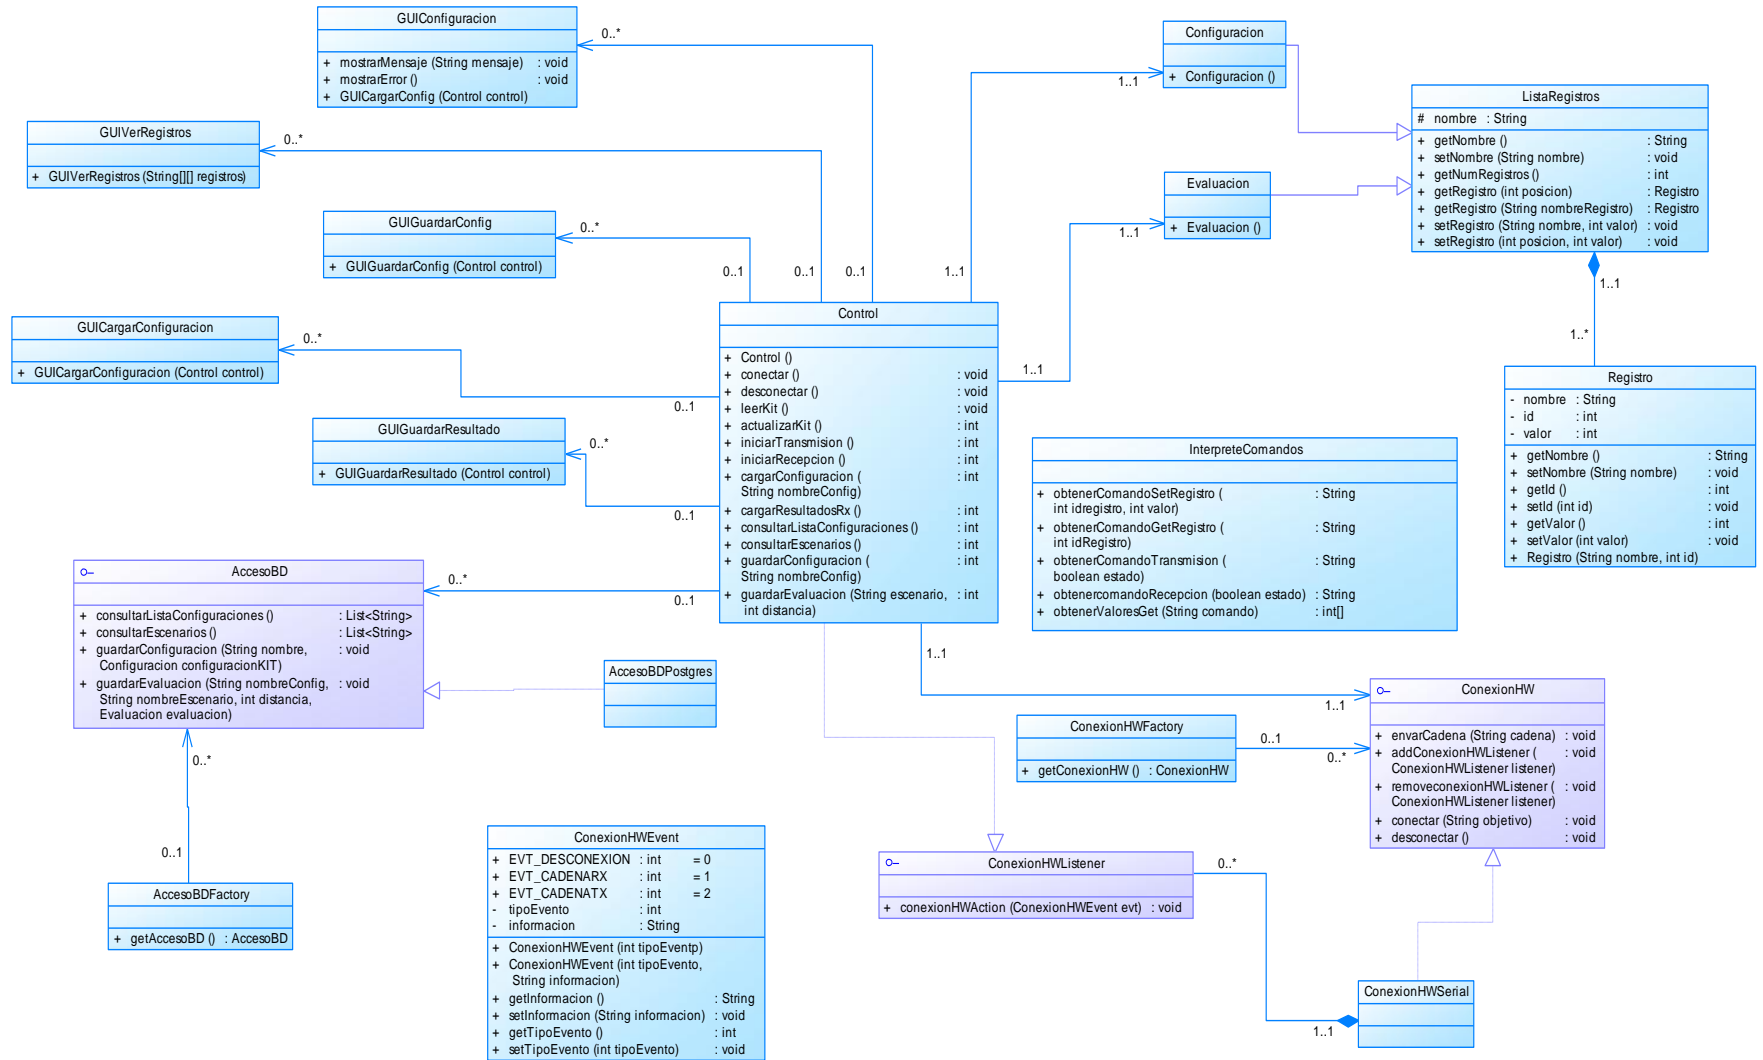 GUIConfiguracion
+ mostrarMensaje (String mensaje) : void
+ mostrarError () : void
+ GUICargarConfig (Control control)
0..*
GUIVerRegistros
+ GUIVerRegistros (String[][] registros)
0..*
GUIGuardarConfig
+ GUIGuardarConfig (Control control)
0..*
0..1
0..1
0..1
1..1
GUICargarConfiguracion
+ GUICargarConfiguracion (Control control)
0..*
0..1
GUIGuardarResultado
+ GUIGuardarResultado (Control control)
0..*
0..1
Configuracion
+ Configuracion ()
1..1
Evaluacion
+ Evaluacion ()
1..1
1..1
ListaRegistros
# nombre : String
+ getNombre () : String
+ setNombre (String nombre) : void
+ getNumRegistros () : int
+ getRegistro (int posicion) : Registro
+ getRegistro (String nombreRegistro) : Registro
+ setRegistro (String nombre, int valor) : void
+ setRegistro (int posicion, int valor) : void
1..1
1..*
Registro
- nombre : String
- id : int
- valor : int
+ getNombre () : String
+ setNombre (String nombre) : void
+ getId () : int
+ setId (int id) : void
+ getValor () : int
+ setValor (int valor) : void
+ Registro (String nombre, int id)
Control
+ Control ()
+ conectar () : void
+ desconectar () : void
+ leerKit () : void
+ actualizarKit () : int
+ iniciarTransmision () : int
+ iniciarRecepcion () : int
+ cargarConfiguracion ( : int
String nombreConfig)
+ cargarResultadosRx () : int
+ consultarListaConfiguraciones () : int
+ consultarEscenarios () : int
+ guardarConfiguracion ( : int
String nombreConfig)
+ guardarEvaluacion (String escenario, : int
int distancia)
InterpreteComandos
+ obtenerComandoSetRegistro ( : String
int idregistro, int valor)
+ obtenerComandoGetRegistro ( : String
int idRegistro)
+ obtenerComandoTransmision ( : String
boolean estado)
+ obtenercomandoRecepcion (boolean estado) : String
+ obtenerValoresGet (String comando) : int[]
AccesoBD
+ consultarListaConfiguraciones () : List<String>
+ consultarEscenarios () : List<String>
+ guardarConfiguracion (String nombre, : void
Configuracion configuracionKIT)
+ guardarEvaluacion (String nombreConfig, : void
String nombreEscenario, int distancia,
Evaluacion evaluacion)
0..*
0..1
AccesoBDPostgres
0..*
0..1
AccesoBDFactory
+ getAccesoBD () : AccesoBD
1..1
1..1
ConexionHWFactory
+ getConexionHW () : ConexionHW
0..1
0..*
ConexionHW
+ envarCadena (String cadena) : void
+ addConexionHWListener ( : void
ConexionHWListener listener)
+ removeconexionHWListener ( : void
ConexionHWListener listener)
+ conectar (String objetivo) : void
+ desconectar () : void
ConexionHWEvent
+ EVT_DESCONEXION : int = 0
+ EVT_CADENARX : int = 1
+ EVT_CADENATX : int = 2
- tipoEvento : int
- informacion : String
+ ConexionHWEvent (int tipoEventp)
+ ConexionHWEvent (int tipoEvento,
String informacion)
+ getInformacion () : String
+ setInformacion (String informacion) : void
+ getTipoEvento () : int
+ setTipoEvento (int tipoEvento) : void
ConexionHWListener
+ conexionHWAction (ConexionHWEvent evt) : void
0..*
ConexionHWSerial
1..1